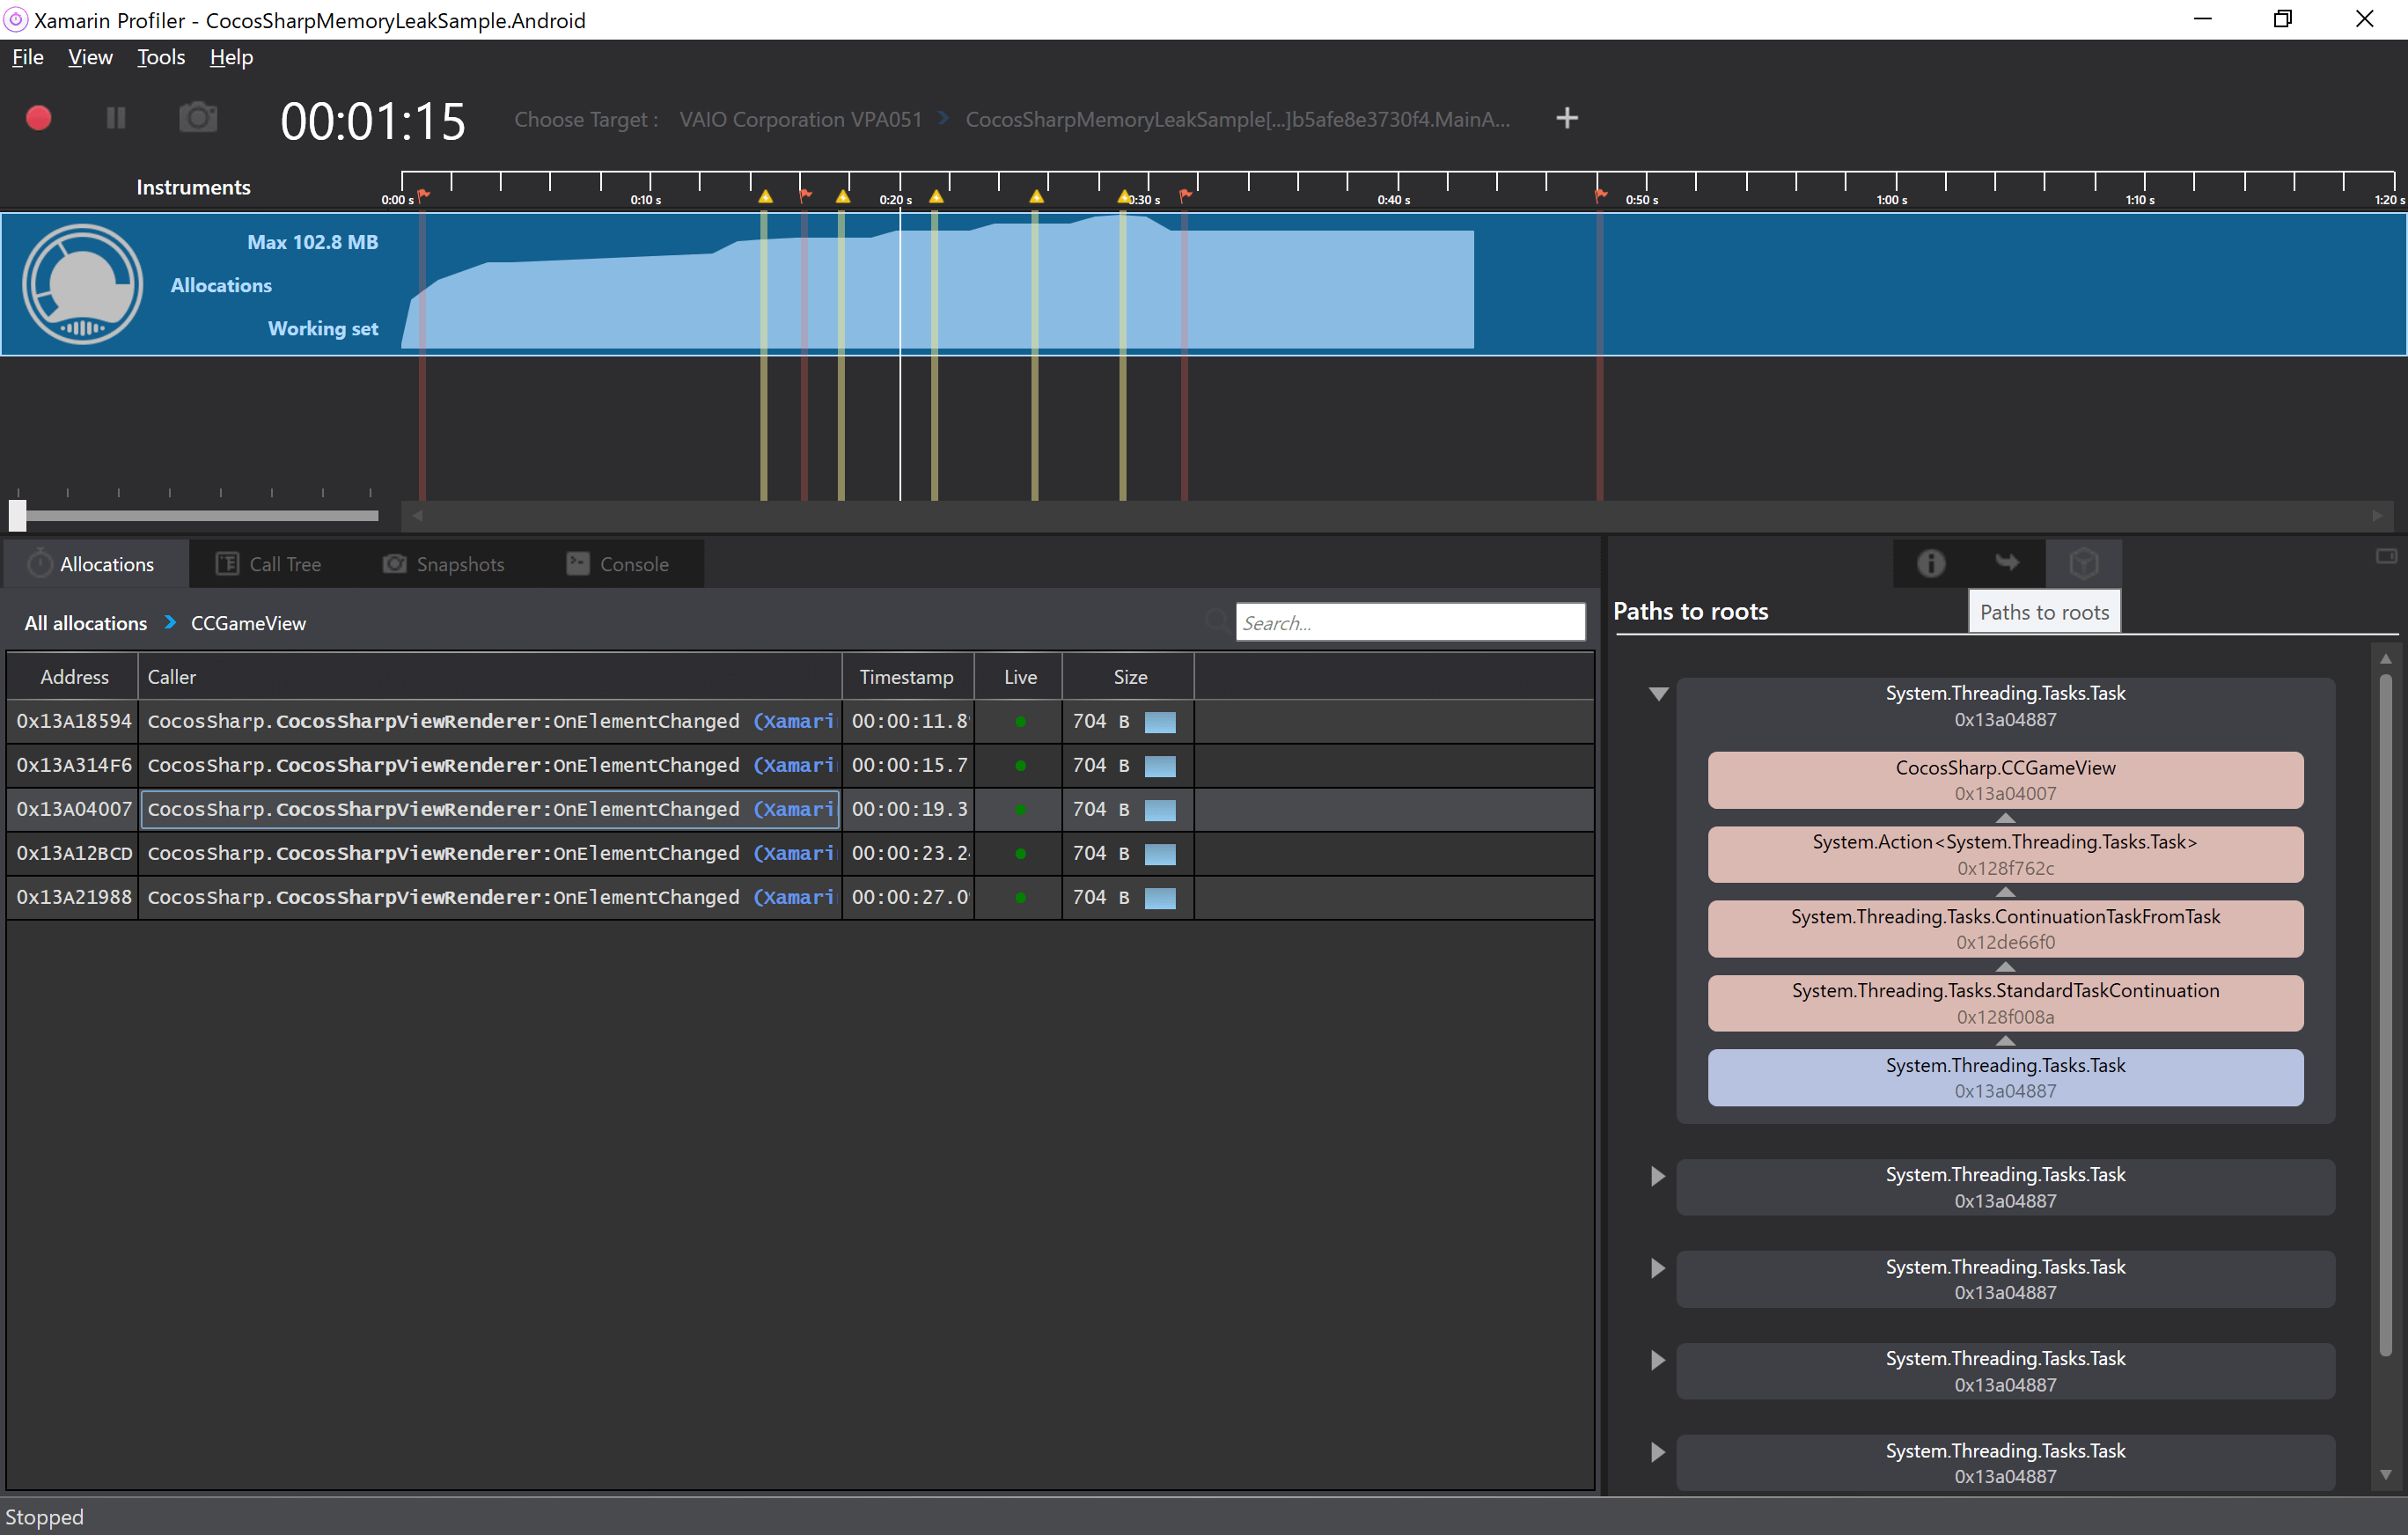 Xamarin Profiler - CocosSharpMemoryLeakSample.Android
File View Tools Help
00:01:15 Choose Target : VAIO Corporation VPA051 CocosSharpMemoryLeakSample[...]b5afe8e3730f4.MainA...
Instruments
0:00 s 0:10 s 0:20 s 0:30 s 0:40 s 0:50 s 1:00 s 1:10 s 1:20 s
Max 102.8 MB
Allocations
Working set
Allocations Call Tree Snapshots Console
All allocations CCGameView Search...
Address Caller Timestamp Live Size
0x13A18594 CocosSharp.CocosSharpViewRenderer:OnElementChanged (Xamari 00:00:11.8 704 B
0x13A314F6 CocosSharp.CocosSharpViewRenderer:OnElementChanged (Xamari 00:00:15.7 704 B
0x13A04007 CocosSharp.CocosSharpViewRenderer:OnElementChanged (Xamari 00:00:19.3 704 B
0x13A12BCD CocosSharp.CocosSharpViewRenderer:OnElementChanged (Xamari 00:00:23.2 704 B
0x13A21988 CocosSharp.CocosSharpViewRenderer:OnElementChanged (Xamari 00:00:27.0 704 B
Paths to roots
Paths to roots
System.Threading.Tasks.Task
0x13a04887
CocosSharp.CCGameView
0x13a04007
System.Action<System.Threading.Tasks.Task>
0x128f762c
System.Threading.Tasks.ContinuationTaskFromTask
0x12de66f0
System.Threading.Tasks.StandardTaskContinuation
0x128f008a
System.Threading.Tasks.Task
0x13a04887
System.Threading.Tasks.Task
0x13a04887
System.Threading.Tasks.Task
0x13a04887
System.Threading.Tasks.Task
0x13a04887
System.Threading.Tasks.Task
0x13a04887
Stopped